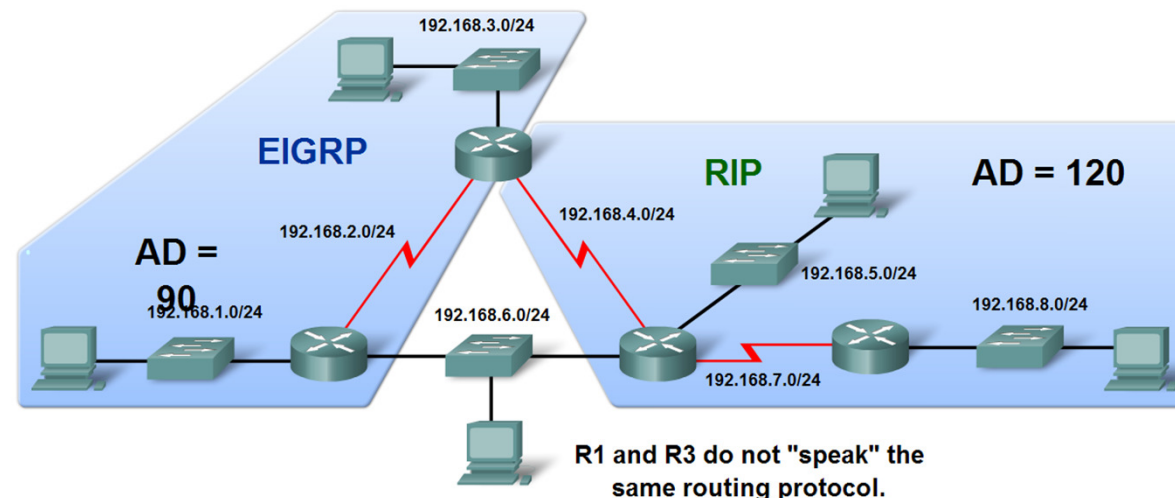 192.168.3.0/24
EIGRP
RIP
AD = 120
192.168.2.0/24
192.168.4.0/24
AD =
90
192.168.5.0/24
192.168.1.0/24
192.168.6.0/24
192.168.8.0/24
192.168.7.0/24
R1 and R3 do not "speak" the
same routing protocol.